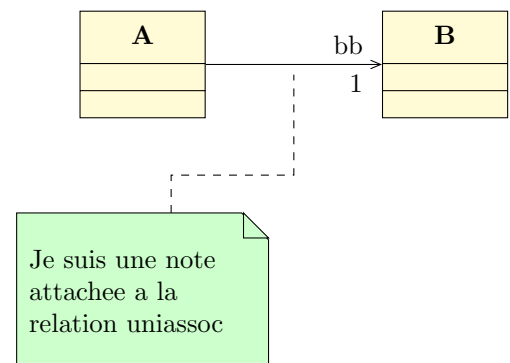 A
B
bb
1
Je suis une note
attachee a la
relation uniassoc